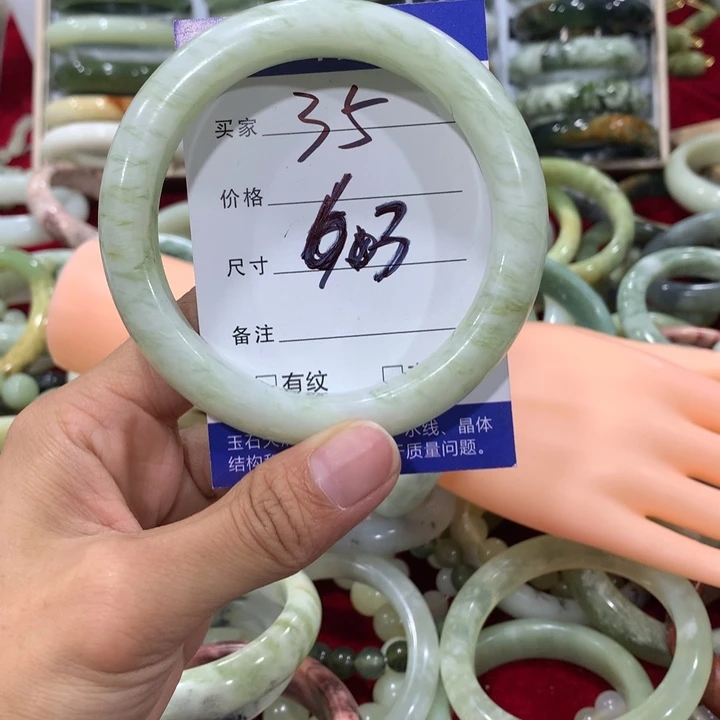 买家 35
价格
尺寸
备注
有纹
玉石 水线、晶体
结构 质量问题。